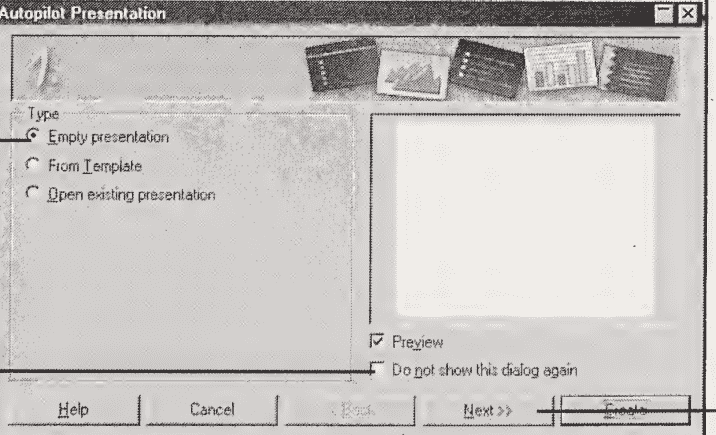 Autopilot Presentation
1
Type
Empty presentation
From Template
Open existing presentation
Preview
Do not show this dialog again
Help
Cancel
<< Back
Next >>
Create